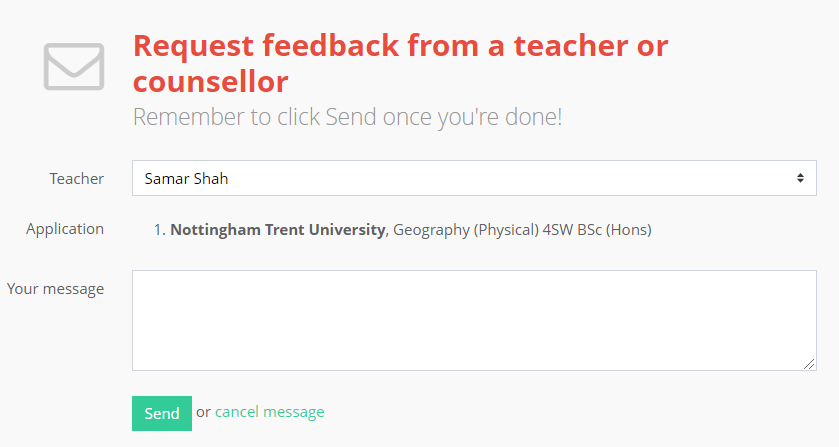 Request feedback from a teacher or
counsellor
Remember to click Send once you're done!
Teacher
Samar Shah
Application
1. Nottingham Trent University, Geography (Physical) 4SW BSc (Hons)
Your message
Send or cancel message